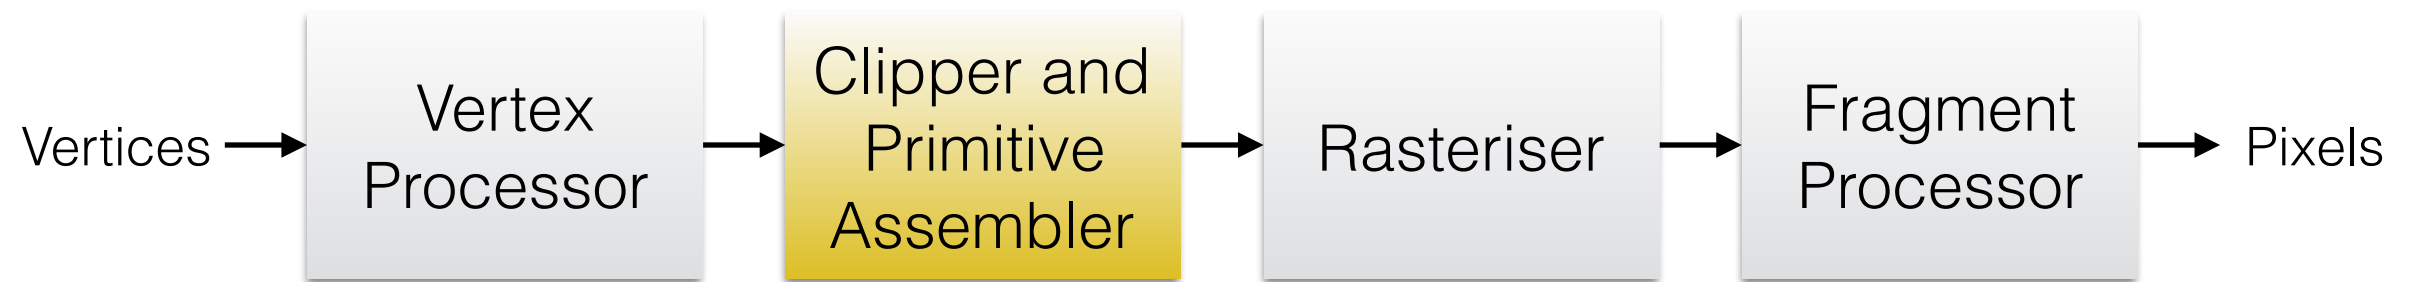 Vertices
Vertex
Processor
Clipper and
Primitive
Assembler
Rasteriser
Fragment
Processor
Pixels